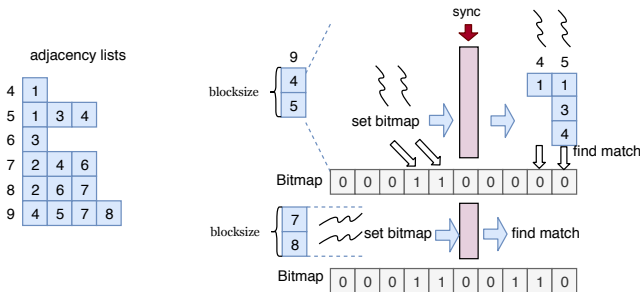 adjacency lists
4 1
5 1 3 4
6 3
7 2 4 6
8 2 6 7
9 4 5 7 8
sync
9
blocksize
4
5
set bitmap
4 5
1 1
3
4
find match
Bitmap 0 0 0 1 1 0 0 0 0 0
blocksize
7
8
set bitmap
find match
Bitmap 0 0 0 1 1 0 0 1 1 0